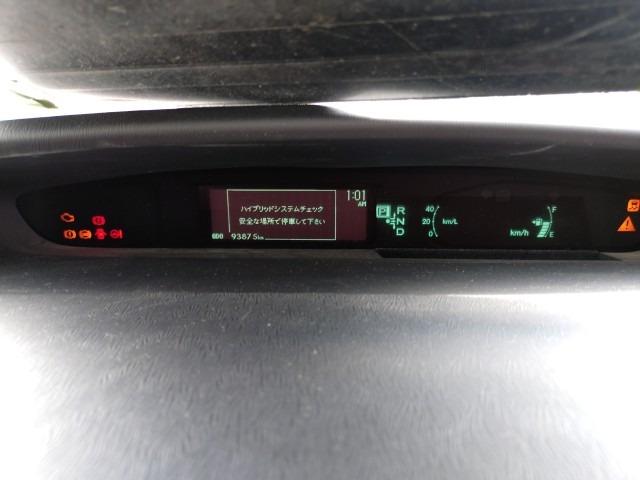 1:01
AM
ハイブリッドシステムチェック
安全な場所で停車して下さい
ODO 93875km
P
R
N
D
40
20
0
km/L
km/h
F
E